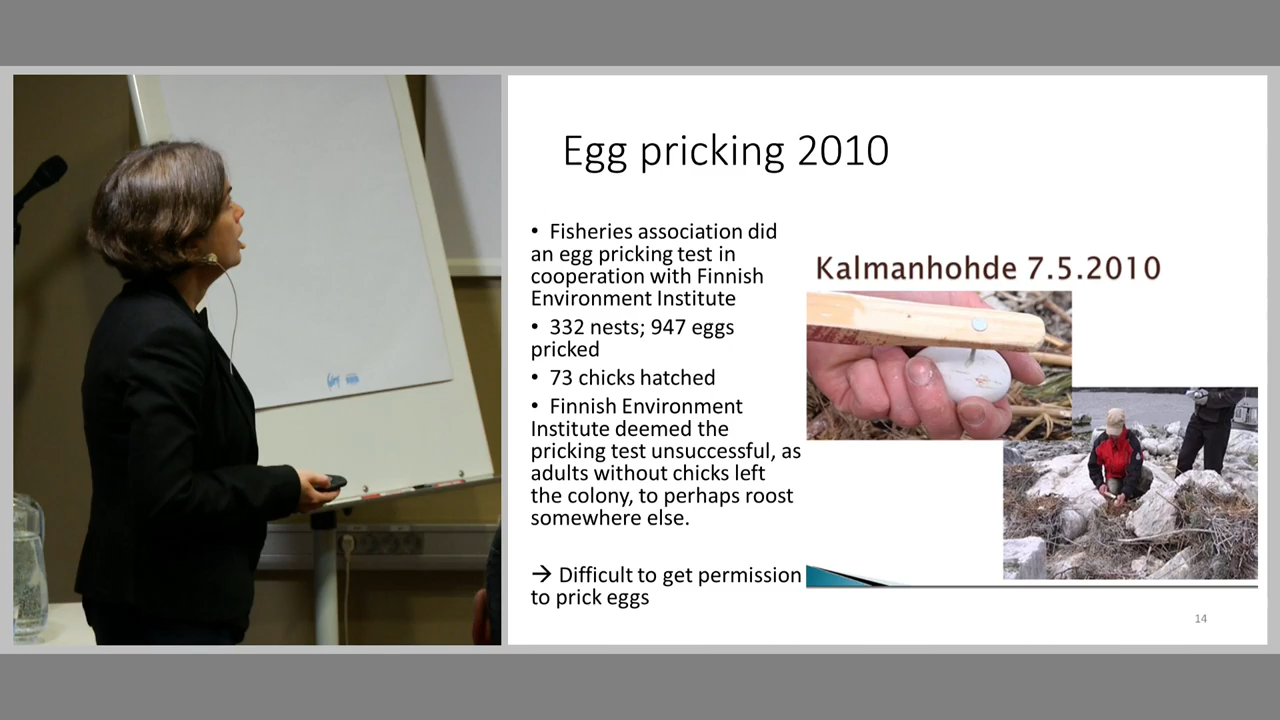 Egg pricking 2010
• Fisheries association did
an egg pricking test in
cooperation with Finnish
Environment Institute
• 332 nests; 947 eggs
pricked
• 73 chicks hatched
• Finnish Environment
Institute deemed the
pricking test unsuccessful, as
adults without chicks left
the colony, to perhaps roost
somewhere else.
→ Difficult to get permission
to prick eggs
Kalmanhohde 7.5.2010
14